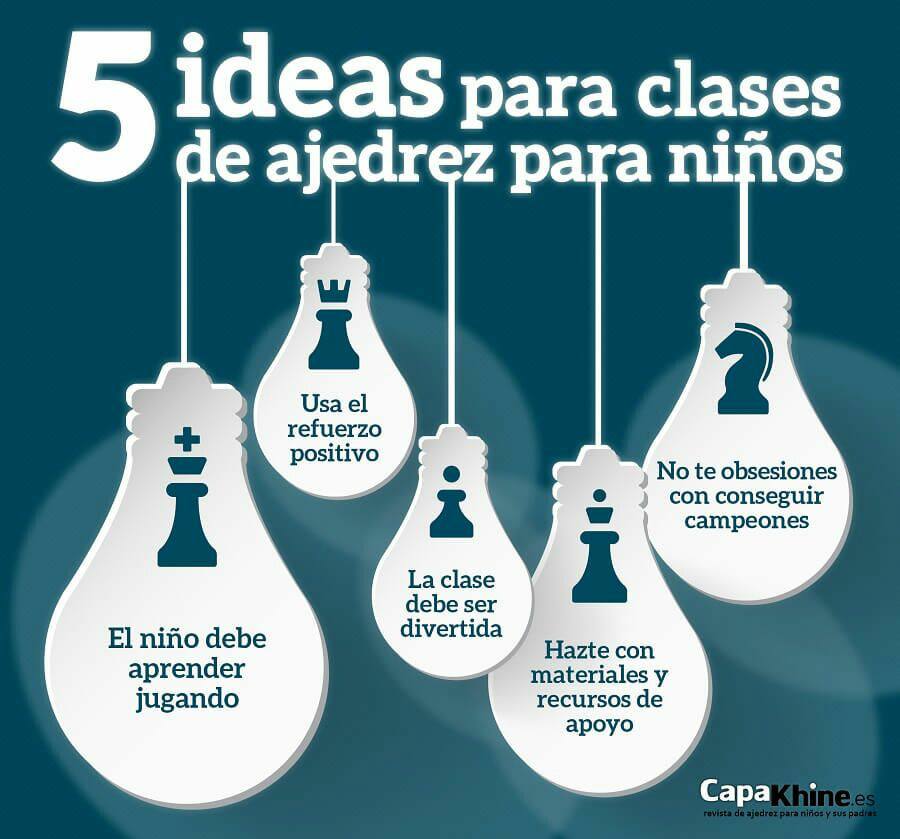 5 ideas para clases
de ajedrez para niños
El niño debe
aprender
jugando
Usa el
refuerzo
positivo
La clase
debe ser
divertida
Hazte con
materiales y
recursos de
apoyo
No te obsesiones
con conseguir
campeones
CapaKhine.es
revista de ajedrez para niños y sus padres